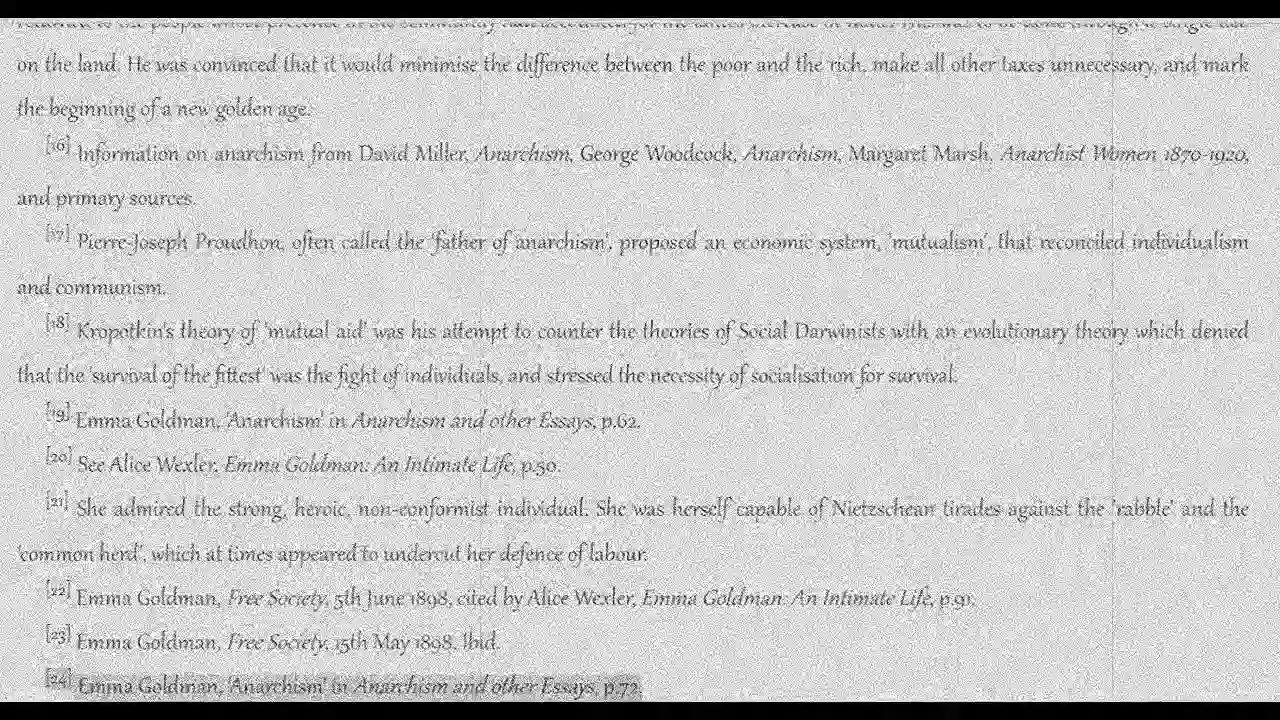 on the land. He was convinced that it would minimise the difference between the poor and the rich, make all other taxes unnecessary, and mark
the beginning of a new golden age.
[16] Information on anarchism from David Miller, Anarchism, George Woodcock, Anarchism, Margaret Marsh, Anarchist Women 1870-1920,
and primary sources.
[17] Pierre-Joseph Proudhon, often called the 'father of anarchism', proposed an economic system, 'mutualism', that reconciled individualism
and communism.
[18] Kropotkin's theory of 'mutual aid' was his attempt to counter the theories of Social Darwinists with an evolutionary theory which denied
that the 'survival of the fittest' was the fight of individuals, and stressed the necessity of socialisation for survival.
[19] Emma Goldman, 'Anarchism' in Anarchism and other Essays, p.62.
[20] See Alice Wexler, Emma Goldman: An Intimate Life, p.50.
[21] She admired the strong, heroic, non-conformist individual. She was herself capable of Nietzschean tirades against the 'rabble' and the
'common herd', which at times appeared to undercut her defence of labour.
[22] Emma Goldman, Free Society, 5th June 1898, cited by Alice Wexler, Emma Goldman: An Intimate Life, p.91.
[23] Emma Goldman, Free Society, 15th May 1898. Ibid.
[24] Emma Goldman, 'Anarchism' in Anarchism and other Essays, p.72.